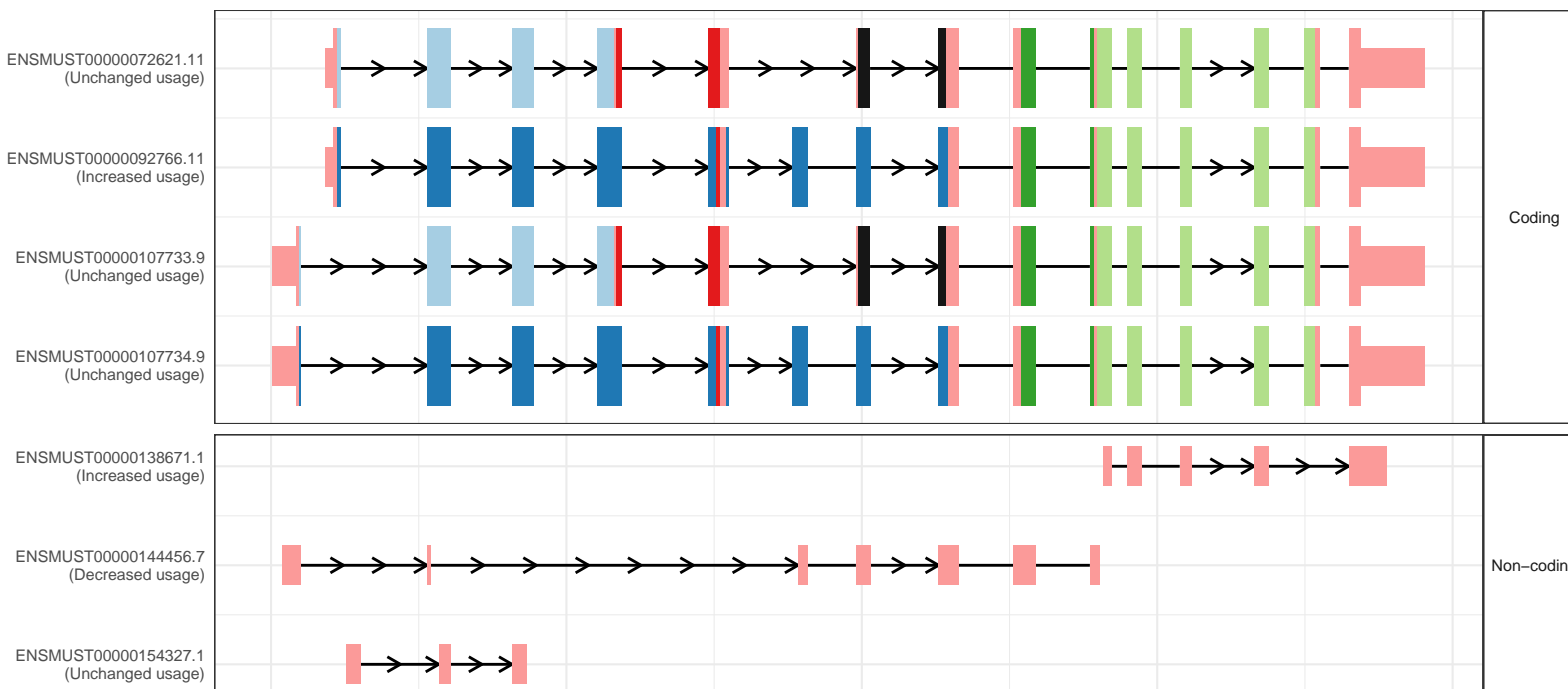 ENSMUST00000072621.11
(Unchanged usage)
ENSMUST00000092766.11
(Increased usage)
ENSMUST00000107733.9
(Unchanged usage)
ENSMUST00000107734.9
(Unchanged usage)
Coding
ENSMUST00000138671.1
(Increased usage)
ENSMUST00000144456.7
(Decreased usage)
ENSMUST00000154327.1
(Unchanged usage)
Non−codin